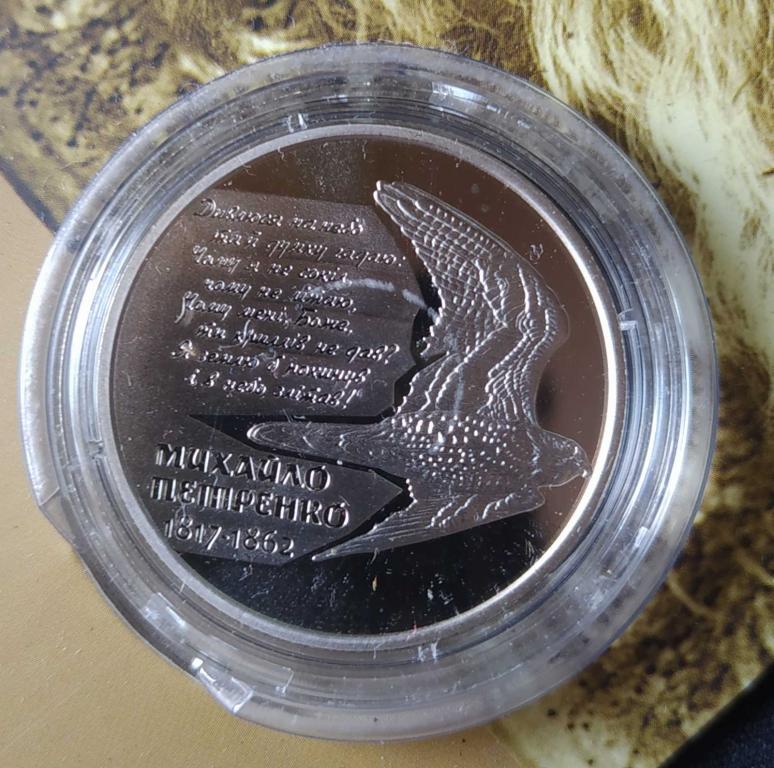 Дивлюся на небо
та й думку гадаю:
Чому я не сокіл,
чому не літаю,
Чому мені, Боже,
ти крилів не дав?
Я землю б покинув
і в небо злітав!
МИХАЙЛО
ПЕТРЕНКО
1817-1862